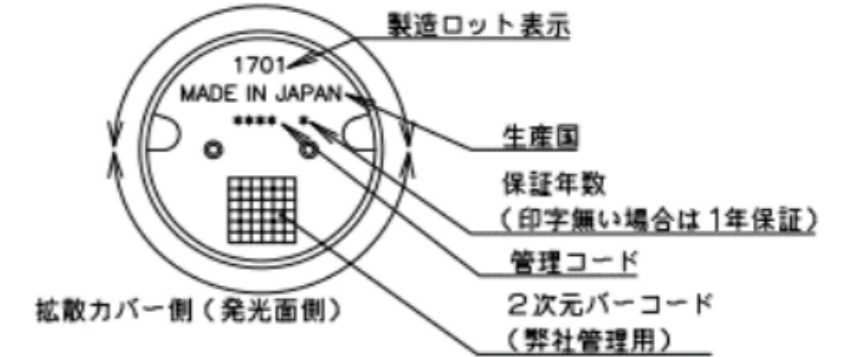 製造ロット表示
1701
MADE IN JAPAN
**** *
生産国
保証年数
(印字無い場合は1年保証)
管理コード
2次元バーコード
(弊社管理用)
拡散カバー側(発光面側)